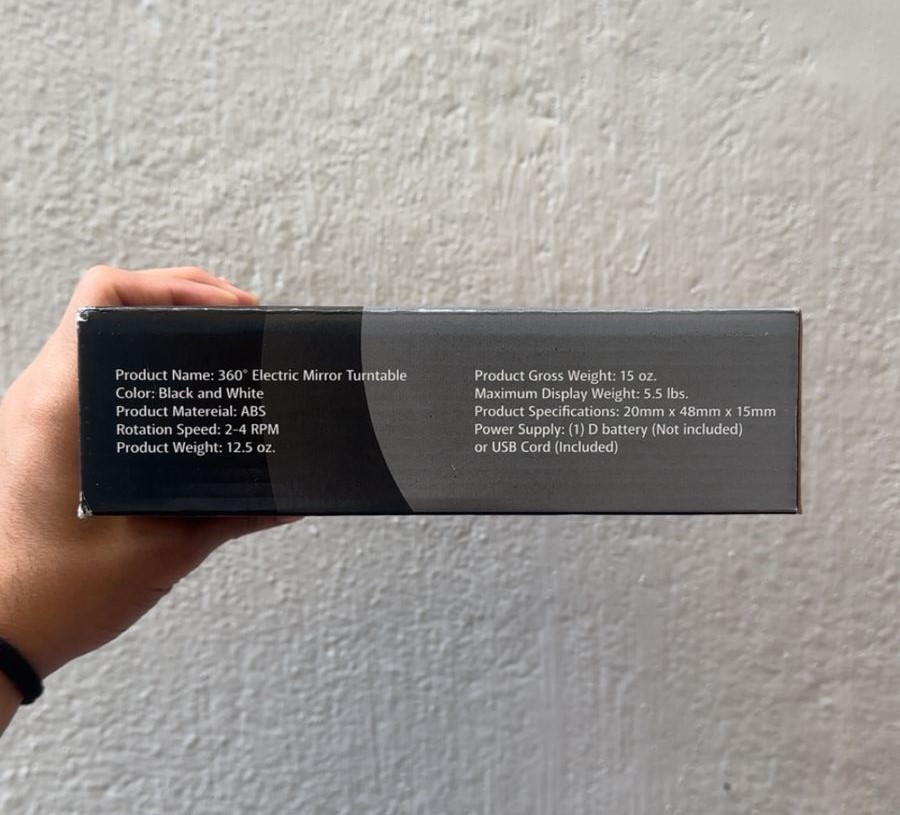 Product Name: 360° Electric Mirror Turntable
Color: Black and White
Product Matereial: ABS
Rotation Speed: 2-4 RPM
Product Weight: 12.5 oz.
Product Gross Weight: 15 oz.
Maximum Display Weight: 5.5 lbs.
Product Specifications: 20mm x 48mm x 15mm
Power Supply: (1) D battery (Not included)
or USB Cord (Included)